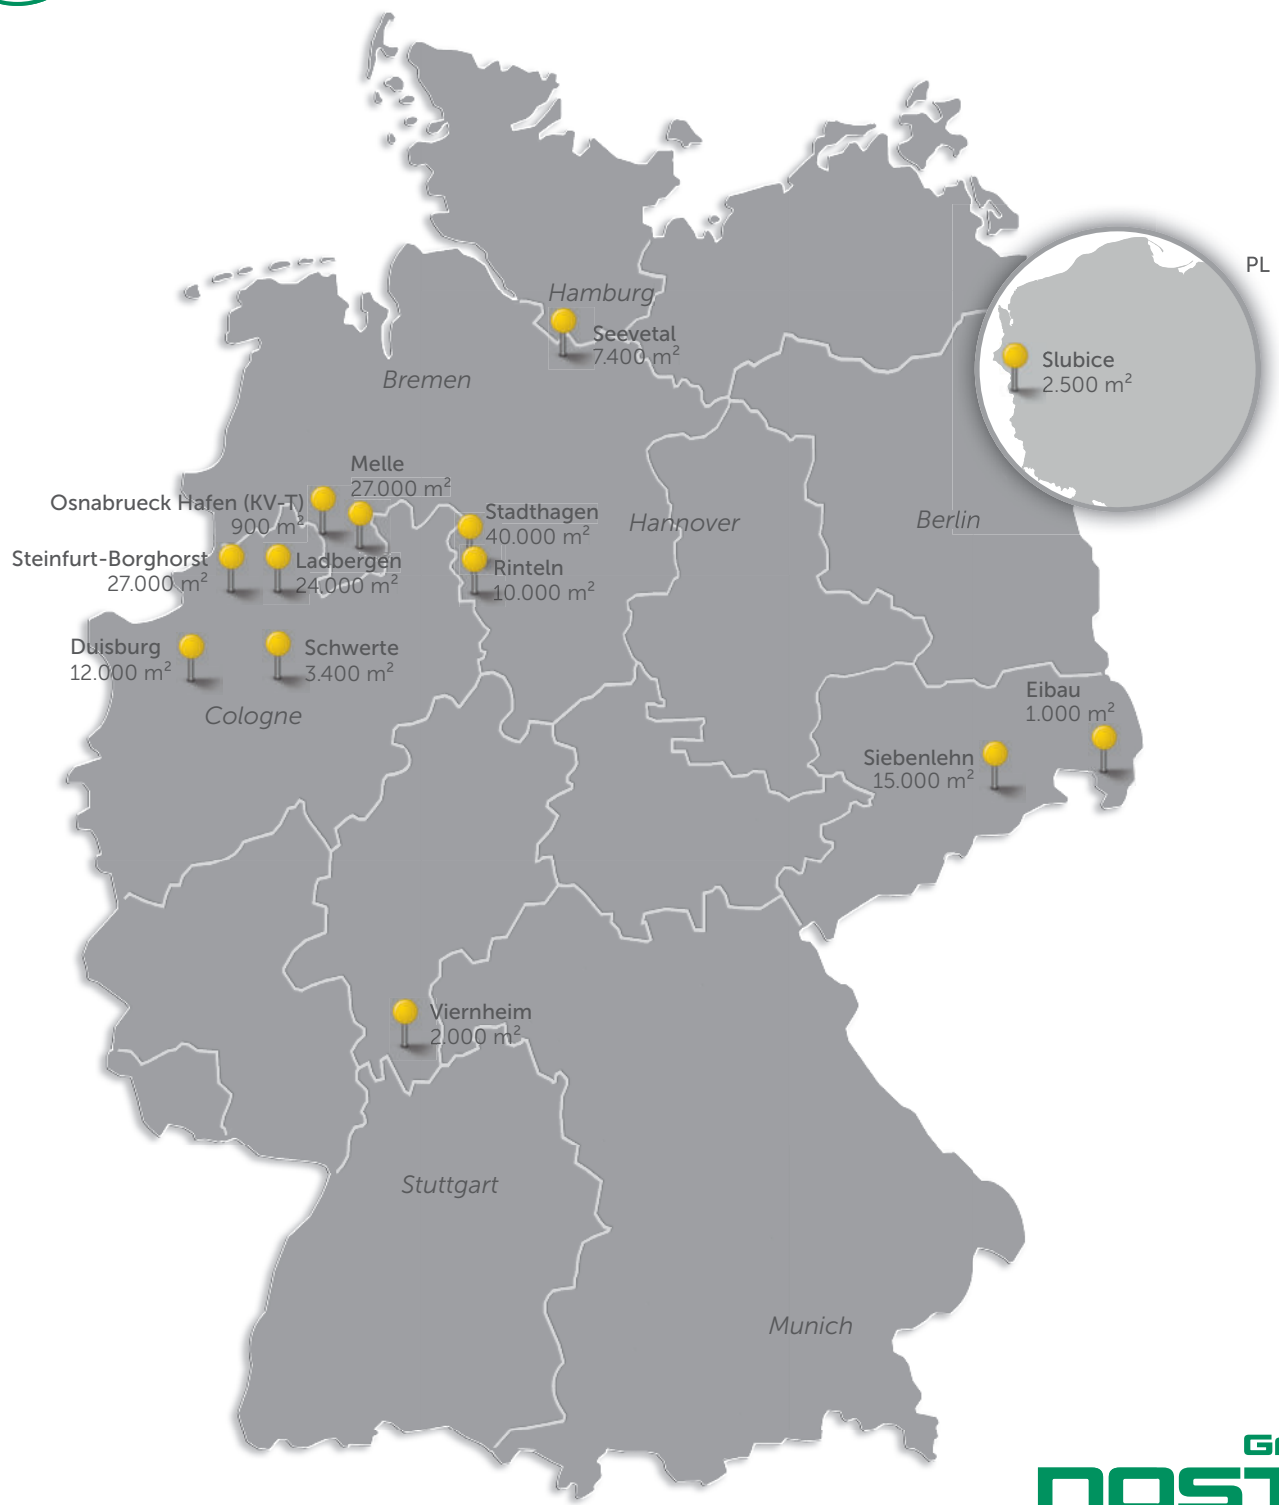 PL
Hamburg
Seevetal
7.400 m²
Slubice
2.500 m²
Bremen
Melle
27.000 m²
Osnabrueck Hafen (KV-T)
900 m²
Stadthagen
40.000 m²
Hannover
Berlin
Steinfurt-Borghorst
27.000 m²
Ladbergen
24.000 m²
Rinteln
10.000 m²
Duisburg
12.000 m²
Schwerte
3.400 m²
Cologne
Eibau
1.000 m²
Siebenlehn
15.000 m²
Viernheim
2.000 m²
Stuttgart
Munich